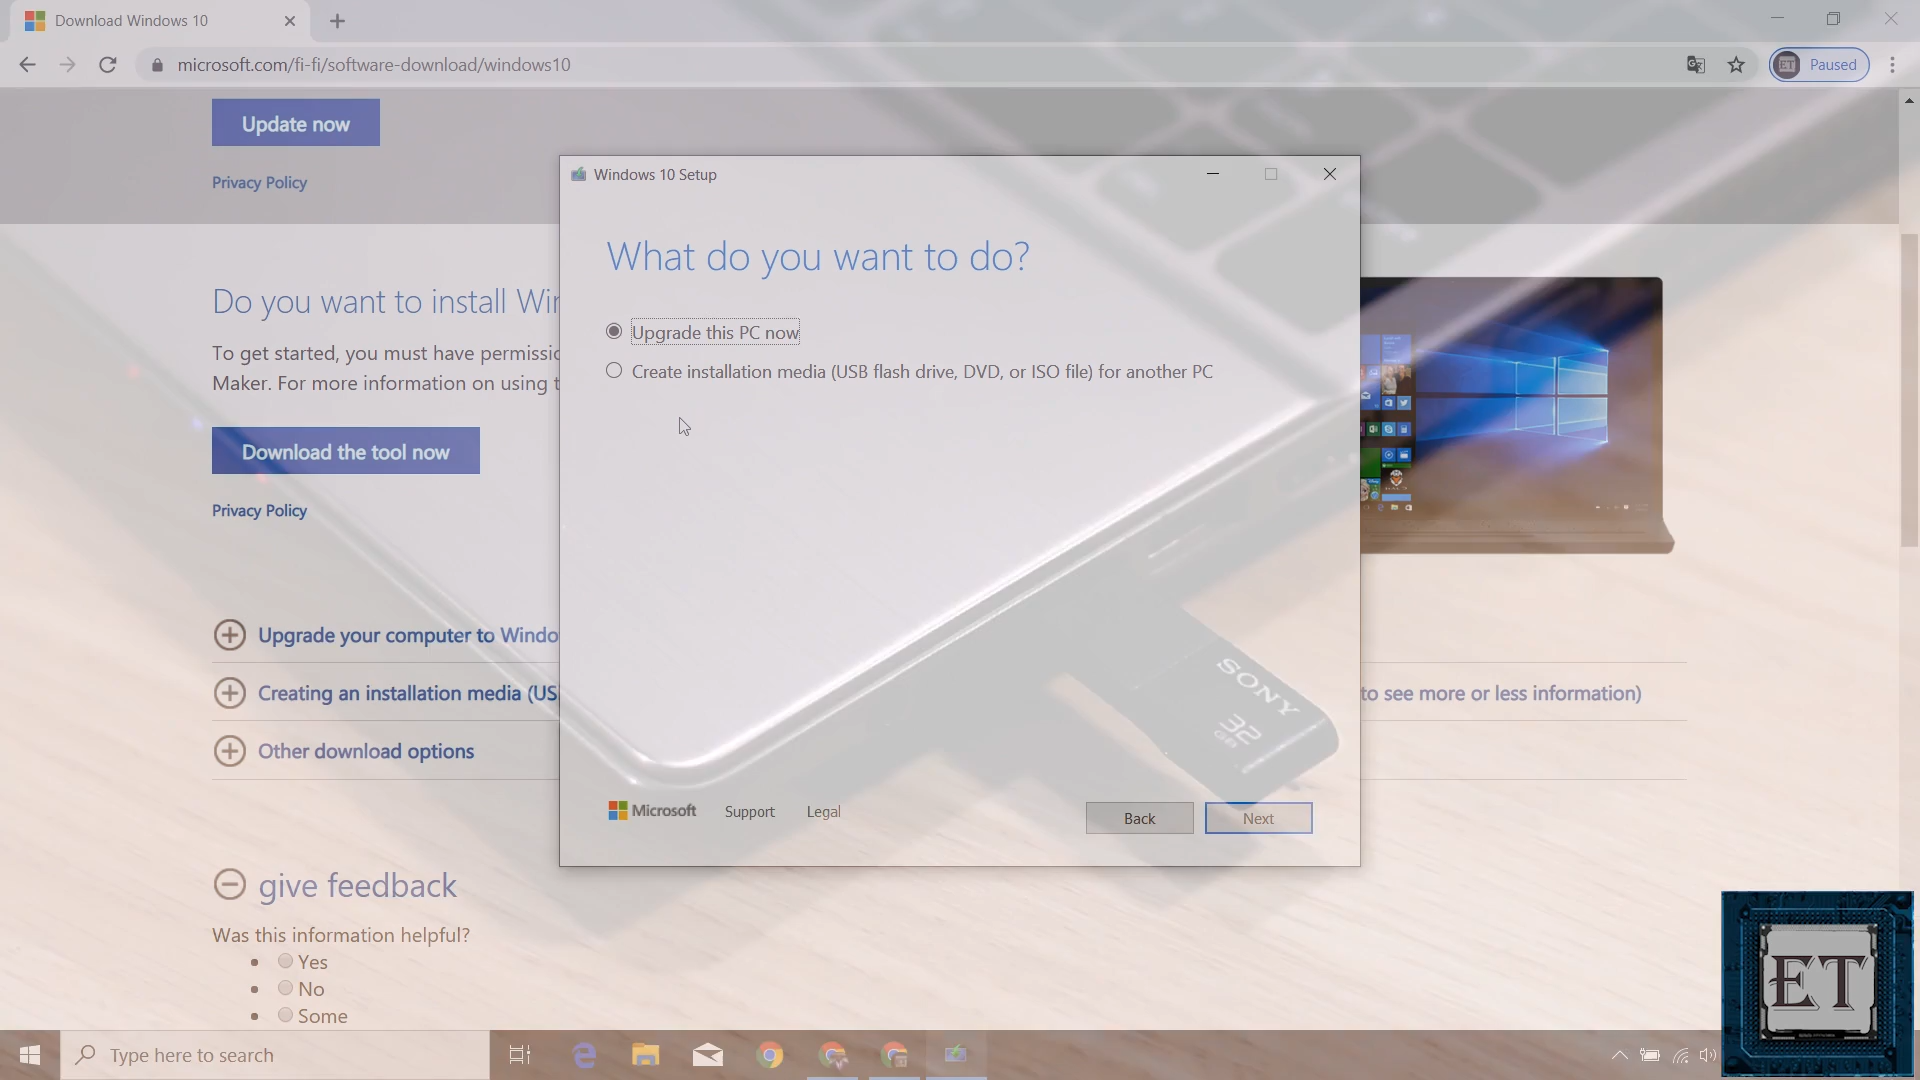 Download Windows 10
microsoft.com/fi-fi/software-download/windows10
ET
Paused
Update now
Privacy Policy
Windows 10 Setup
What do you want to do?
Do you want to install Wi
Upgrade this PC now
To get started, you must have permissio
Create installation media (USB flash drive, DVD, or ISO file) for another PC
Maker. For more information on using t
Download the tool now
Privacy Policy
Upgrade your computer to Windo
SONY
32
GB
Creating an installation media (US
to see more or less information)
Other download options
Microsoft
Support
Legal
Back
Next
give feedback
Was this information helpful?
Yes
No
Some
ET
Type here to search